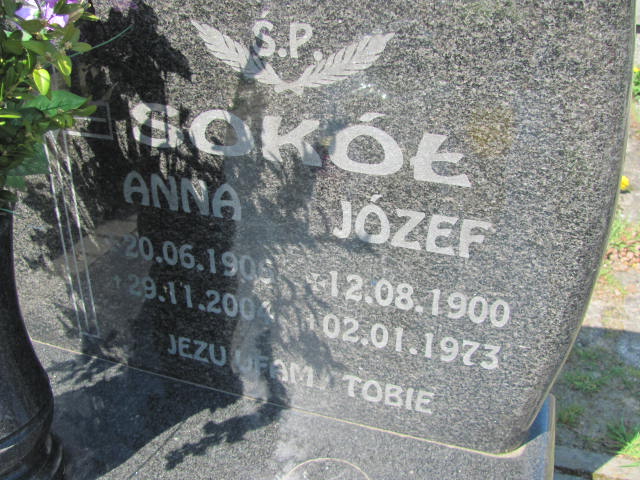 Ś.P.
SOKÓŁ
ANNA JÓZEF
12.08.1900
02.01.1973
JEZU UFAM TOBIE